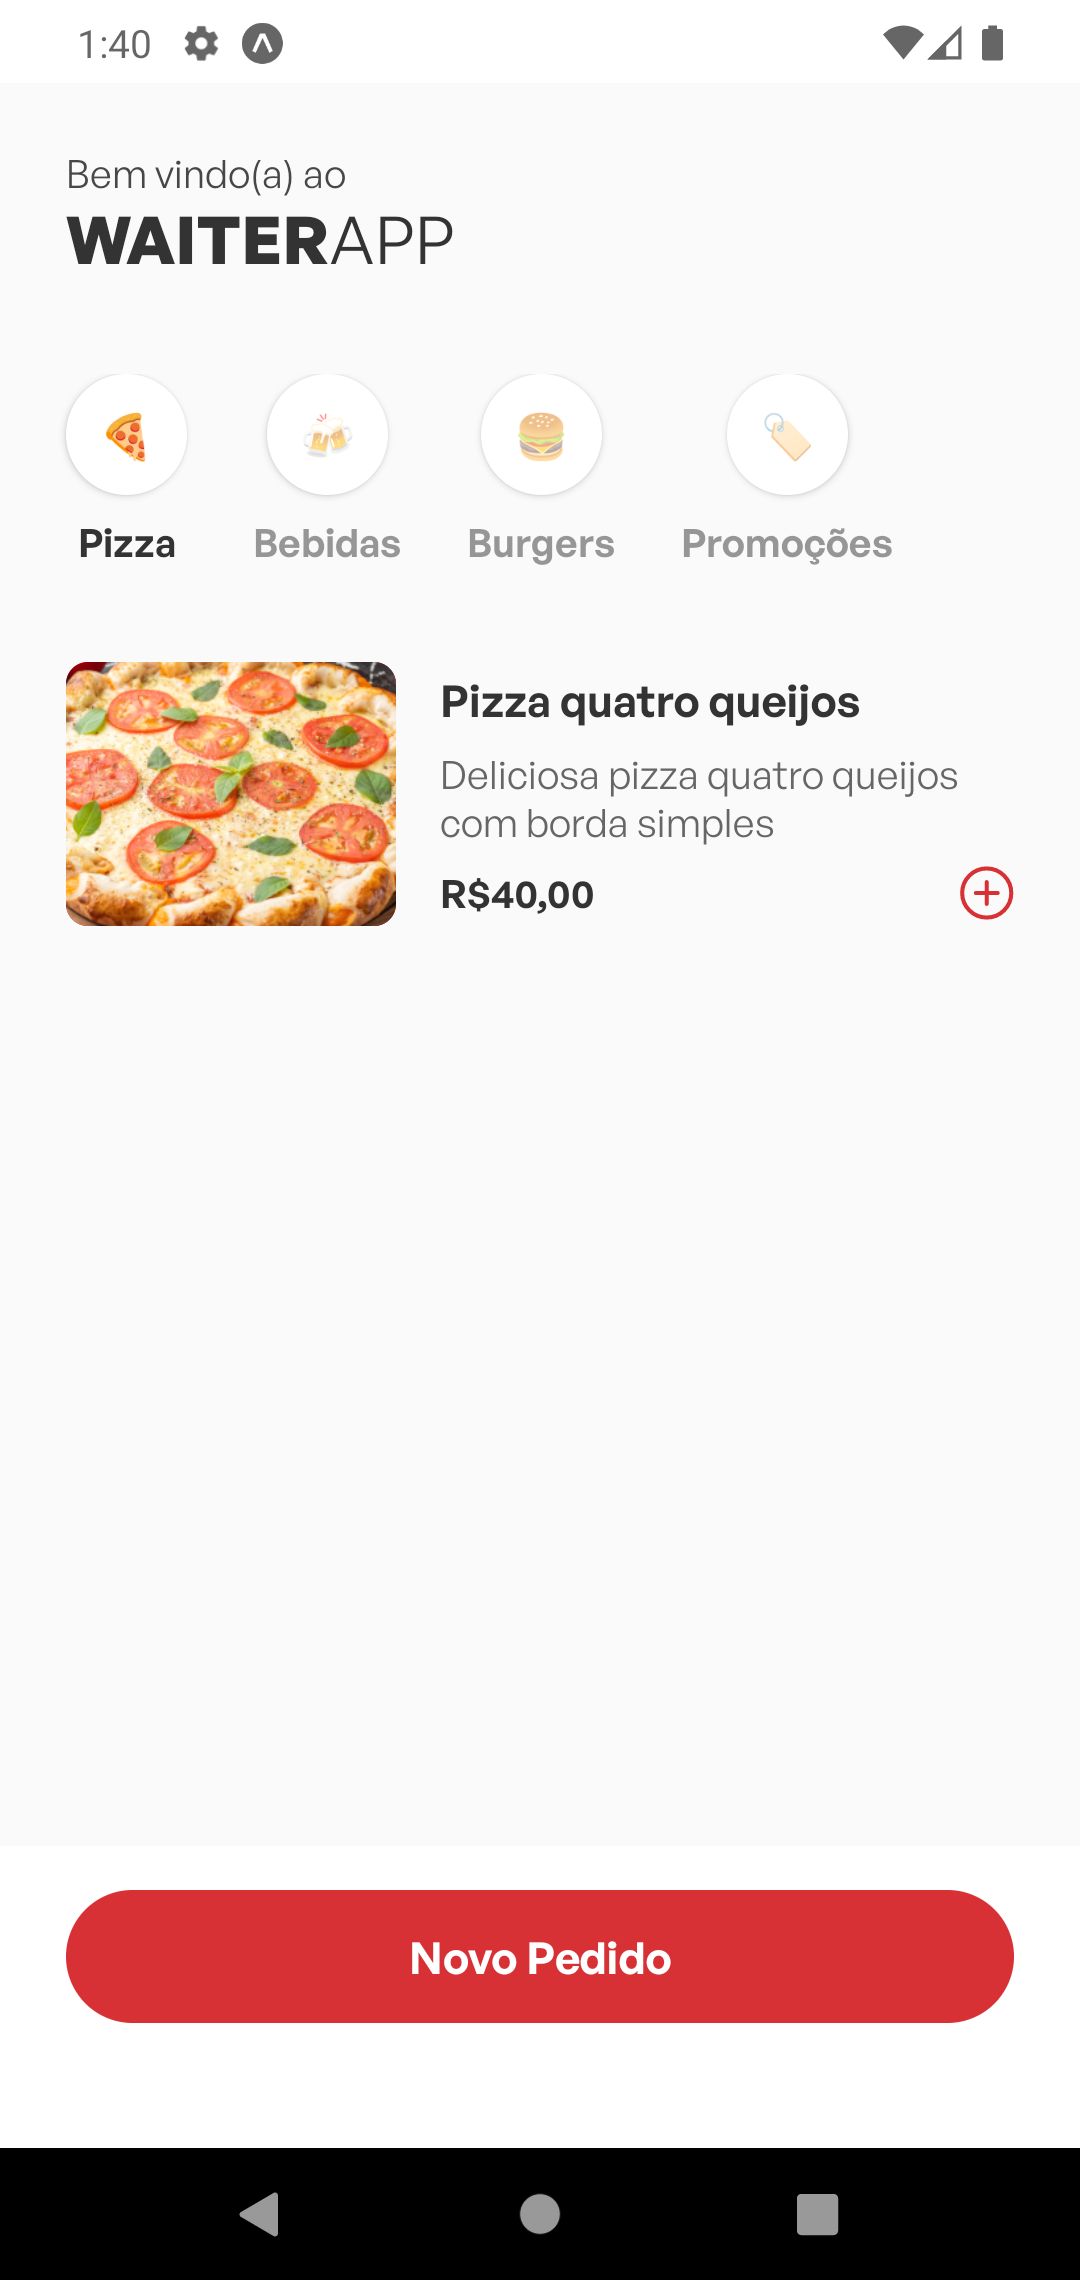 1:40
Bem vindo(a) ao
WAITERAPP
Pizza
Bebidas
Burgers
Promoções
Pizza quatro queijos
Deliciosa pizza quatro queijos
com borda simples
R$40,00
Novo Pedido